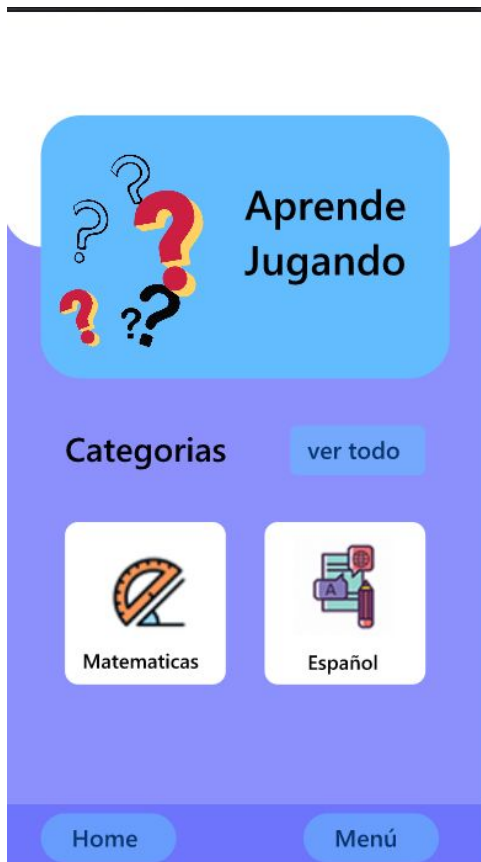 Aprende
Jugando
Categorias
ver todo
Matematicas
Español
A
Home
Menú